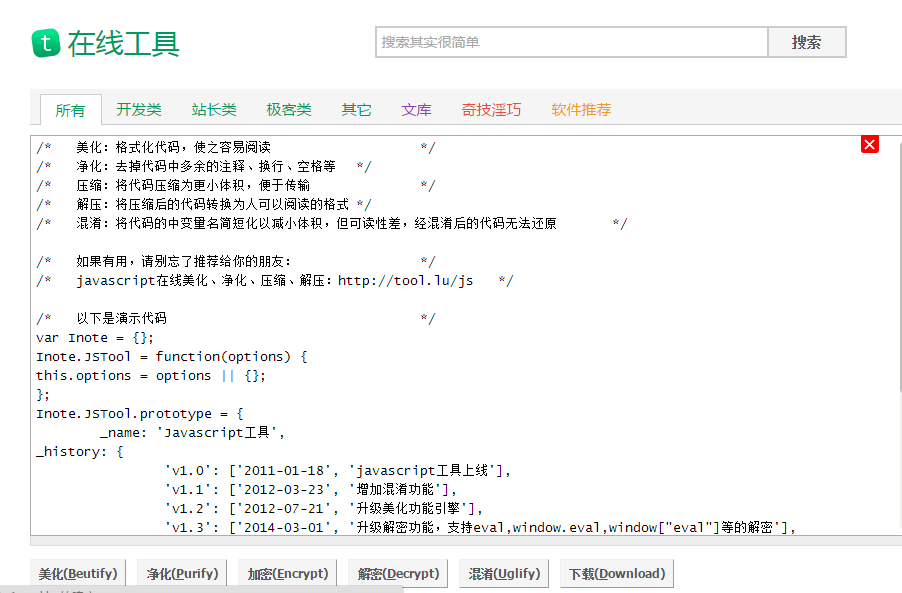 t 在线工具
搜索其实很简单 搜索
所有 开发类 站长类 极客类 其它 文库 奇技淫巧 软件推荐
/* 美化：格式化代码，使之容易阅读 */
/* 净化：去掉代码中多余的注释、换行、空格等 */
/* 压缩：将代码压缩为更小体积，便于传输 */
/* 解压：将压缩后的代码转换为人可以阅读的格式 */
/* 混淆：将代码的中变量名简短化以减小体积，但可读性差，经混淆后的代码无法还原 */
/* 如果有用，请别忘了推荐给你的朋友： */
/* javascript在线美化、净化、压缩、解压：http://tool.lu/js */
/* 以下是演示代码 */
var Inote = {};
Inote.JSTool = function(options) {
this.options = options || {};
};
Inote.JSTool.prototype = {
_name: 'Javascript工具',
_history: {
'v1.0': ['2011-01-18', 'javascript工具上线'],
'v1.1': ['2012-03-23', '增加混淆功能'],
'v1.2': ['2012-07-21', '升级美化功能引擎'],
'v1.3': ['2014-03-01', '升级解密功能，支持eval,window.eval,window["eval"]等的解密'],
美化(Beutify) 净化(Purify) 加密(Encrypt) 解密(Decrypt) 混淆(Uglify) 下载(Download)